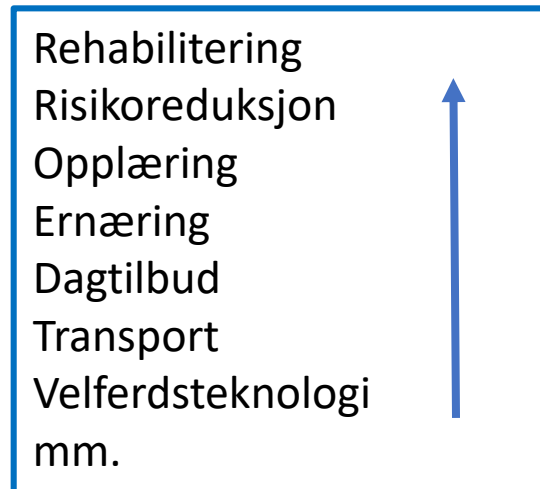 Rehabilitering
Risikoreduksjon
Opplæring
Ernæring
Dagtilbud
Transport
Velferdsteknologi
mm.